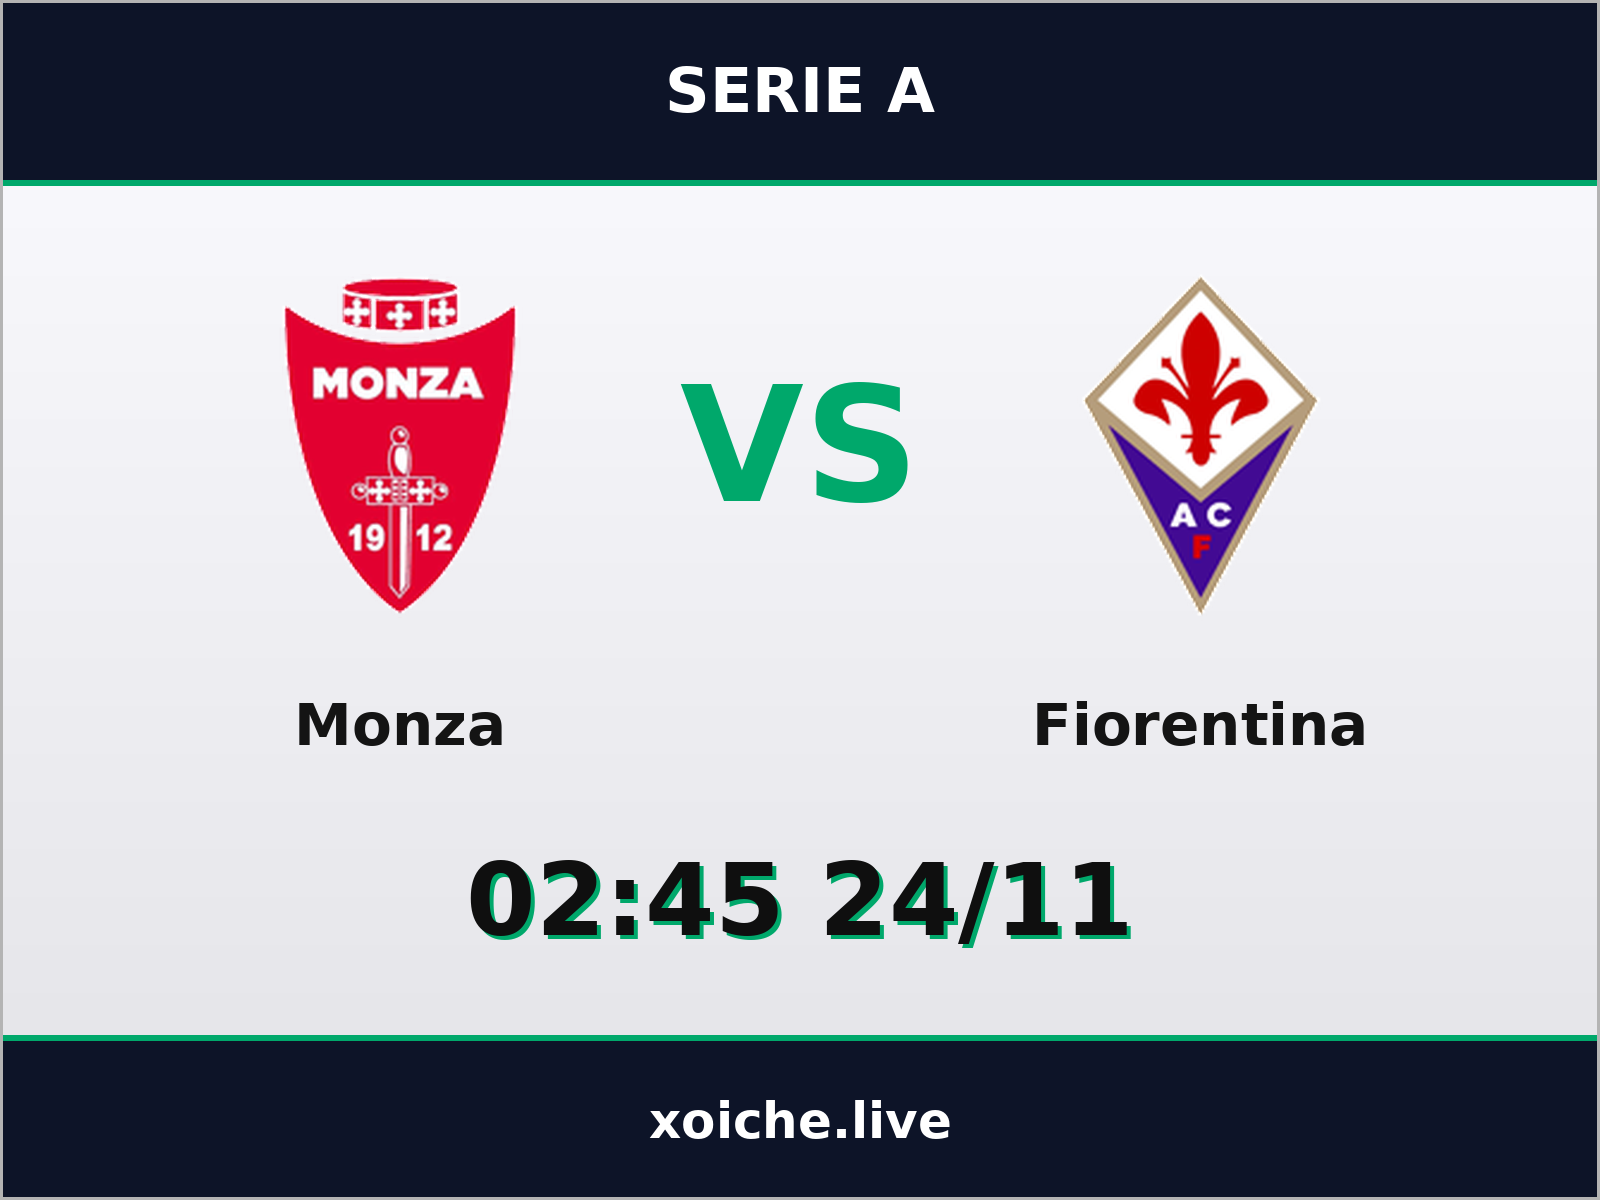 SERIE A
MONZA
19 12
VS
A C
F
Monza
Fiorentina
02:45 24/11
xoiche.live